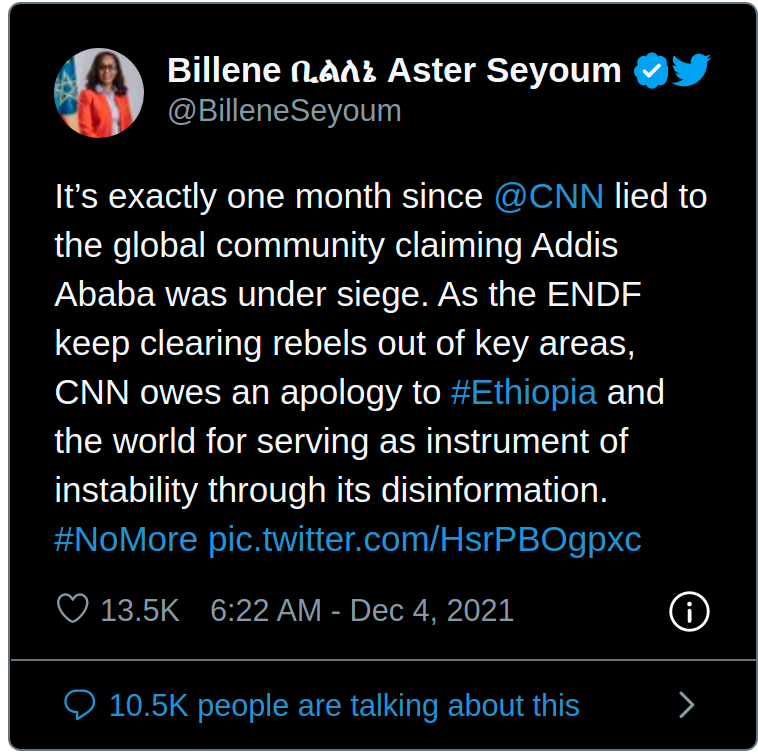 Billene ቢልለኔ Aster Seyoum
@BilleneSeyoum
It’s exactly one month since @CNN lied to
the global community claiming Addis
Ababa was under siege. As the ENDF
keep clearing rebels out of key areas,
CNN owes an apology to #Ethiopia and
the world for serving as instrument of
instability through its disinformation.
#NoMore pic.twitter.com/HsrPBOgpxc
13.5K 6:22 AM - Dec 4, 2021
10.5K people are talking about this